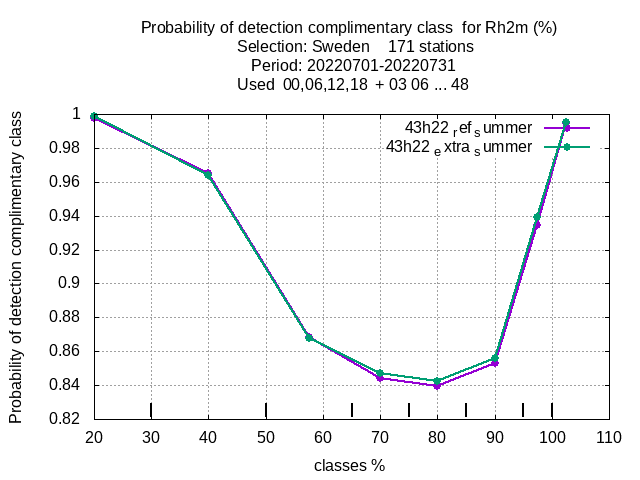 Probability of detection complimentary class for Rh2m (%)
Selection: Sweden 171 stations
Period: 20220701-20220731
Used 00,06,12,18 + 03 06 ... 48
Probability of detection complimentary class
1
0.98
0.96
0.94
0.92
0.9
0.88
0.86
0.84
0.82
43h22 ref summer
43h22 extra summer
20 30 40 50 60 70 80 90 100 110
classes %